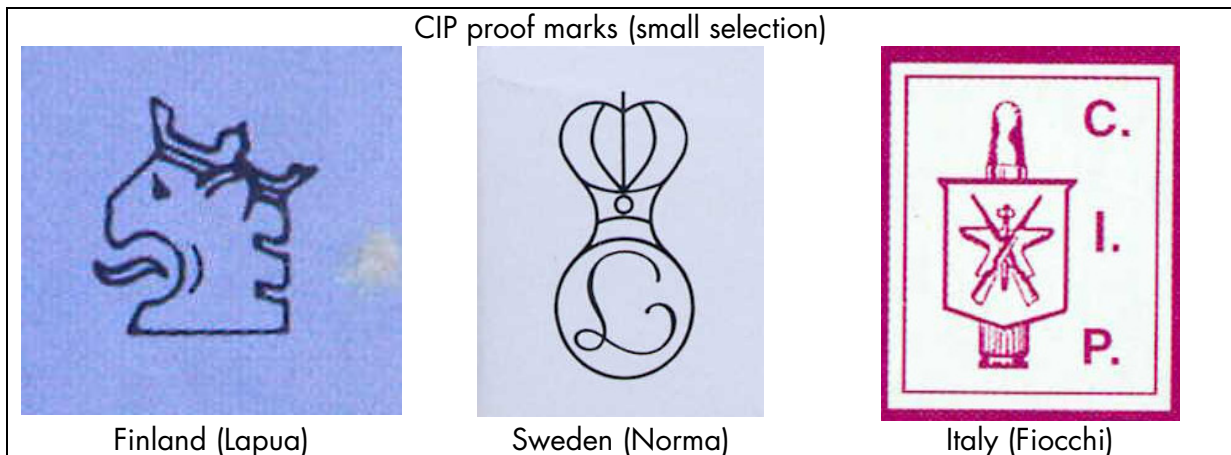 CIP proof marks (small selection)
L
C.
I.
P.
Finland (Lapua)
Sweden (Norma)
Italy (Fiocchi)